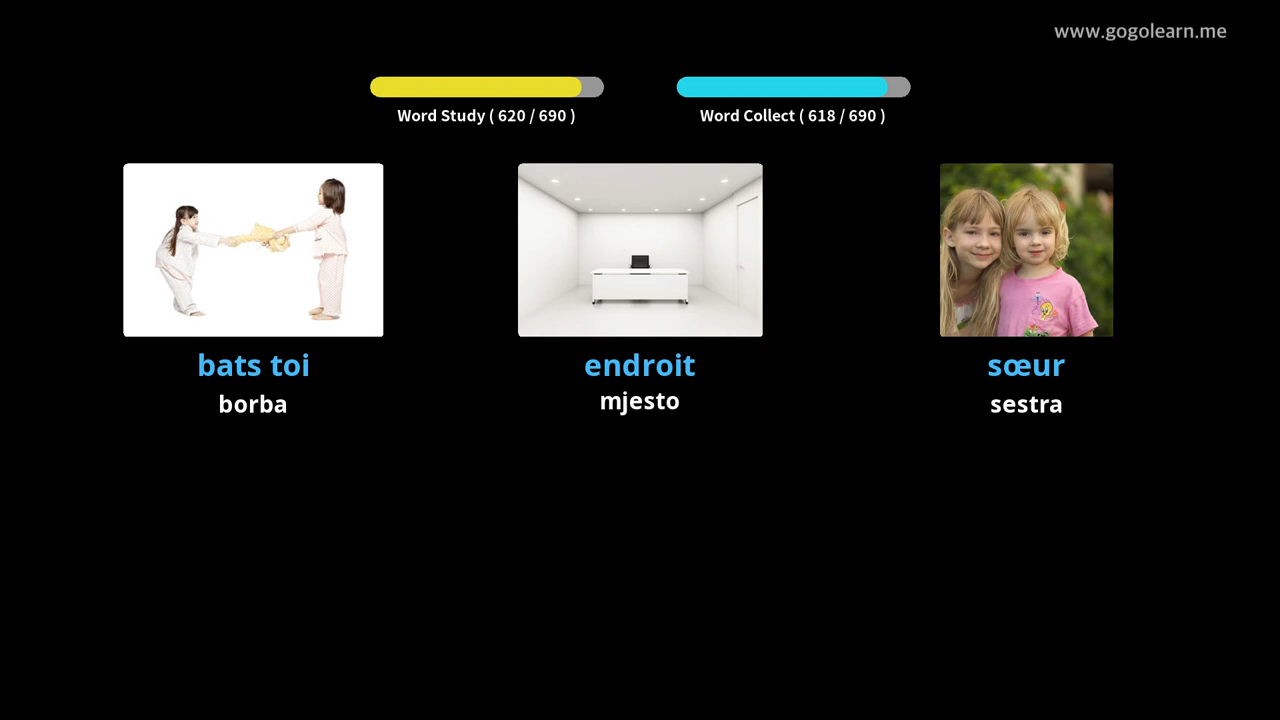 www.gogolearn.me
Word Study ( 620 / 690 )
Word Collect ( 618 / 690 )
bats toi
borba
endroit
mjesto
sœur
sestra